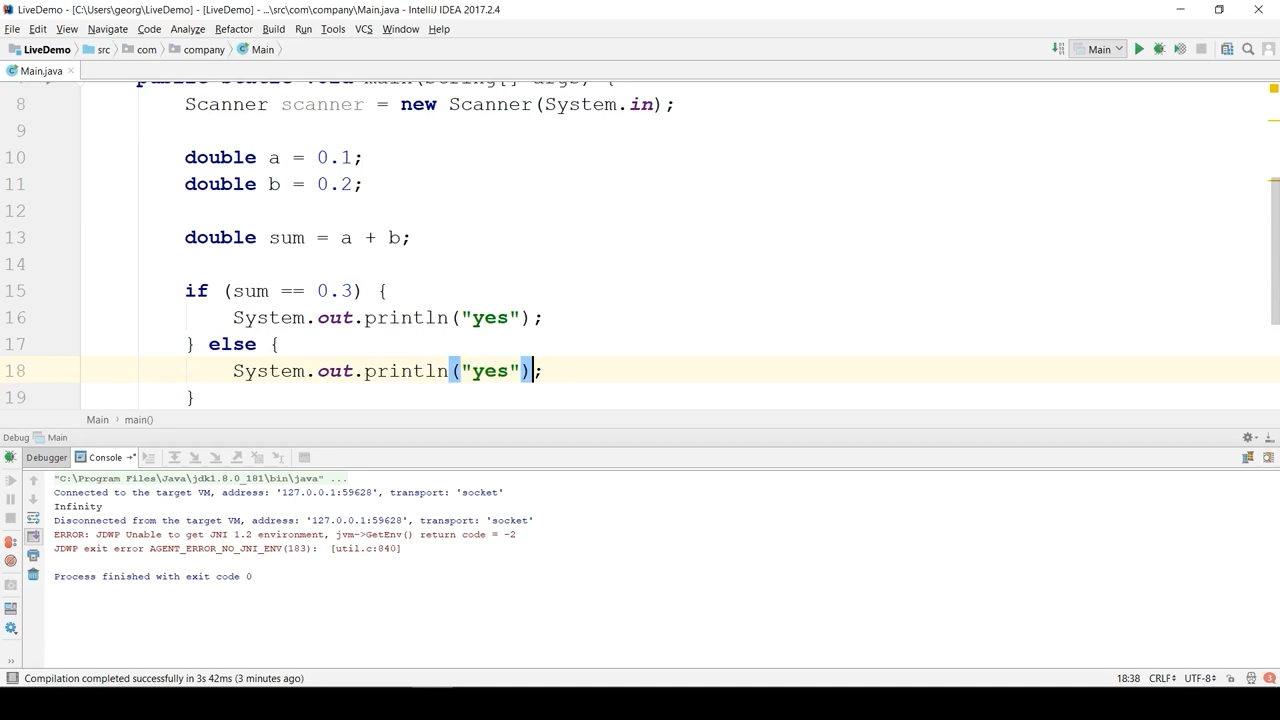 LiveDemo - [C:\Users\georg\LiveDemo] - [LiveDemo] - ...\src\com\company\Main.java - IntelliJ IDEA 2017.2.4
File Edit View Navigate Code Analyze Refactor Build Run Tools VCS Window Help
LiveDemo src com company Main Main
Main.java
public static void main(String[] args) {
8 Scanner scanner = new Scanner(System.in);
9
10 double a = 0.1;
11 double b = 0.2;
12
13 double sum = a + b;
14
15 if (sum == 0.3) {
16 System.out.println("yes");
17 } else {
18 System.out.println("yes");
19 }
Main main()
Debug Main
Debugger Console
"C:\Program Files\Java\jdk1.8.0_181\bin\java" ...
Connected to the target VM, address: '127.0.0.1:59628', transport: 'socket'
Infinity
Disconnected from the target VM, address: '127.0.0.1:59628', transport: 'socket'
ERROR: JDWP Unable to get JNI 1.2 environment, jvm->GetEnv() return code = -2
JDWP exit error AGENT_ERROR_NO_JNI_ENV(183): [util.c:840]
Process finished with exit code 0
Compilation completed successfully in 3s 42ms (3 minutes ago) 18:38 CRLF UTF-8 3